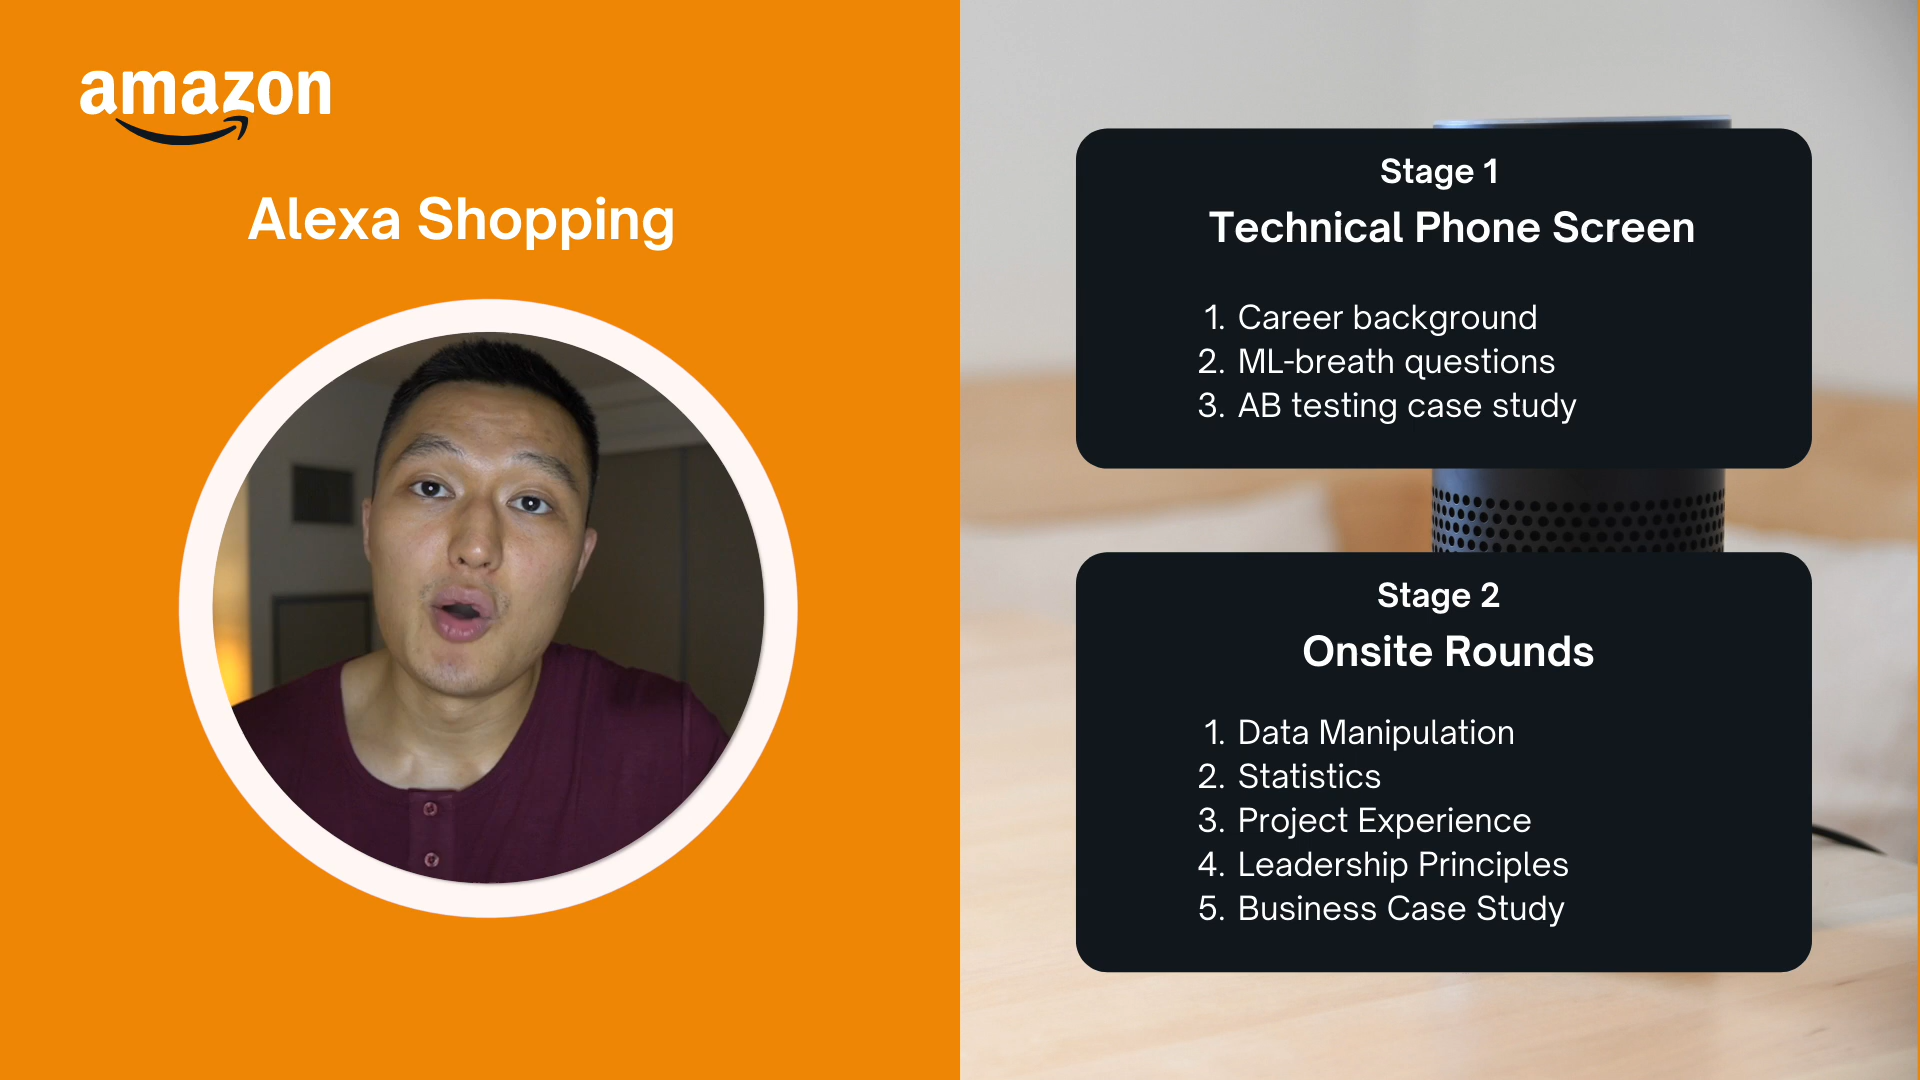 amazon
Alexa Shopping
Stage 1
Technical Phone Screen
1. Career background
2. ML-breath questions
3. AB testing case study
Stage 2
Onsite Rounds
1. Data Manipulation
2. Statistics
3. Project Experience
4. Leadership Principles
5. Business Case Study